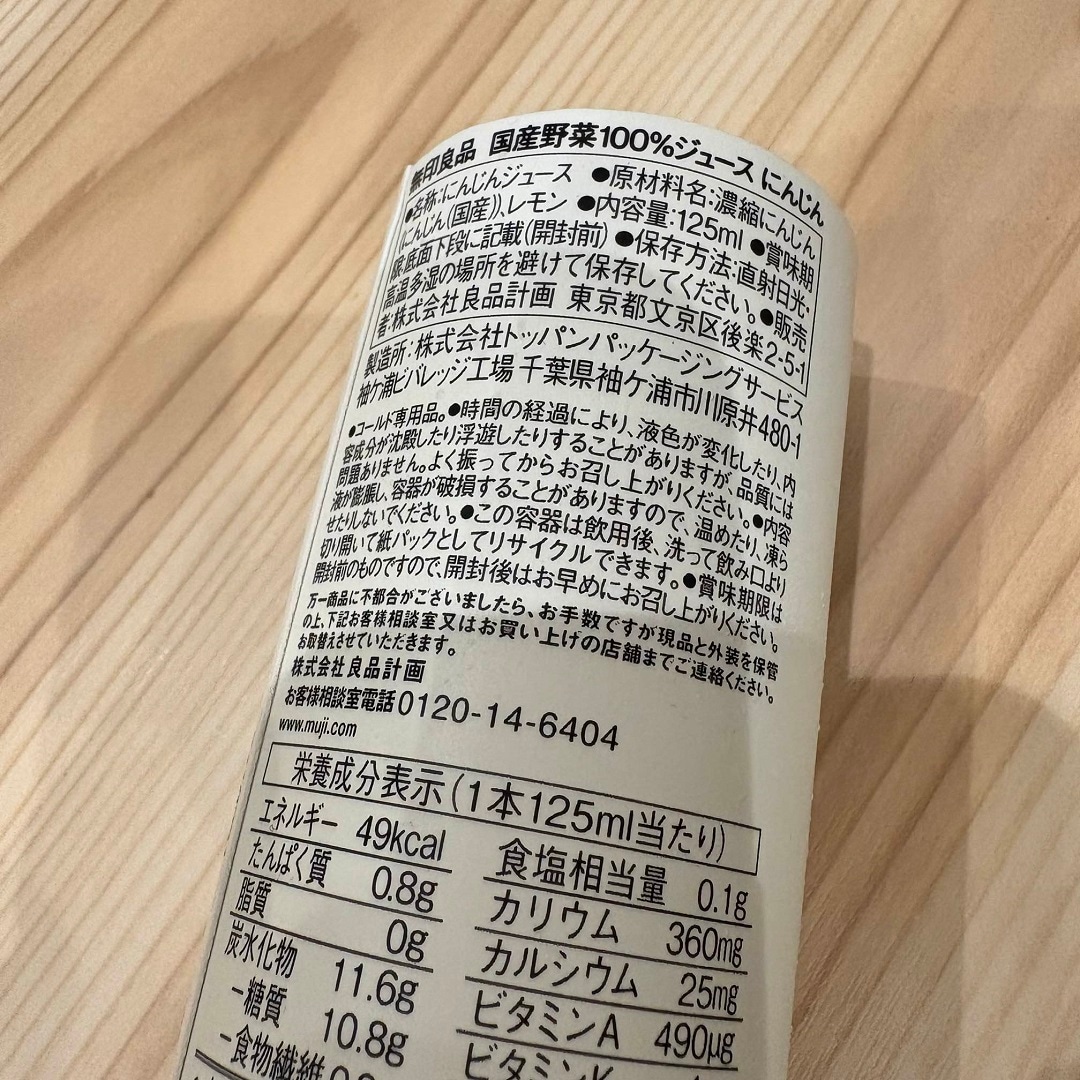 無印良品 国産野菜100%ジュース にんじん
●名称:にんじんジュース ●原材料名:濃縮にんじん
(にんじん(国産))、レモン ●内容量:125ml ●賞味期
限:底面下段に記載(開封前) ●保存方法:直射日光・
高温多湿の場所を避けて保存してください。●販売
者:株式会社良品計画 東京都文京区後楽2-5-1
製造所:株式会社トッパンパッケージングサービス
袖ケ浦ビバレッジ工場 千葉県袖ケ浦市川原井480-1
●コールド専用品。●時間の経過により、液色が変化したり、内
容成分が沈殿したり浮遊したりすることがありますが、品質には
問題ありません。よく振ってからお召し上がりください。●内容
液が膨脹し、容器が破損することがありますので、温めたり、凍ら
せたりしないでください。●この容器は飲用後、洗って飲み口より
切り開いて紙パックとしてリサイクルできます。●賞味期限は
開封前のものですので、開封後はお早めにお召し上がりください。
万一商品に不都合がございましたら、お手数ですが現品と外装を保管
の上、下記お客様相談室又はお買い上げの店舗までご連絡ください。
お取替えさせていただきます。
株式会社 良品計画
お客様相談室電話0120-14-6404
www.muji.com
栄養成分表示(1本125ml当たり)
エネルギー 49kcal
たんぱく質 0.8g
脂質 0g
炭水化物 11.6g
-糖質 10.8g
-食物繊維
食塩相当量 0.1g
カリウム 360mg
カルシウム 25mg
ビタミンA 490µg
ビタミンK